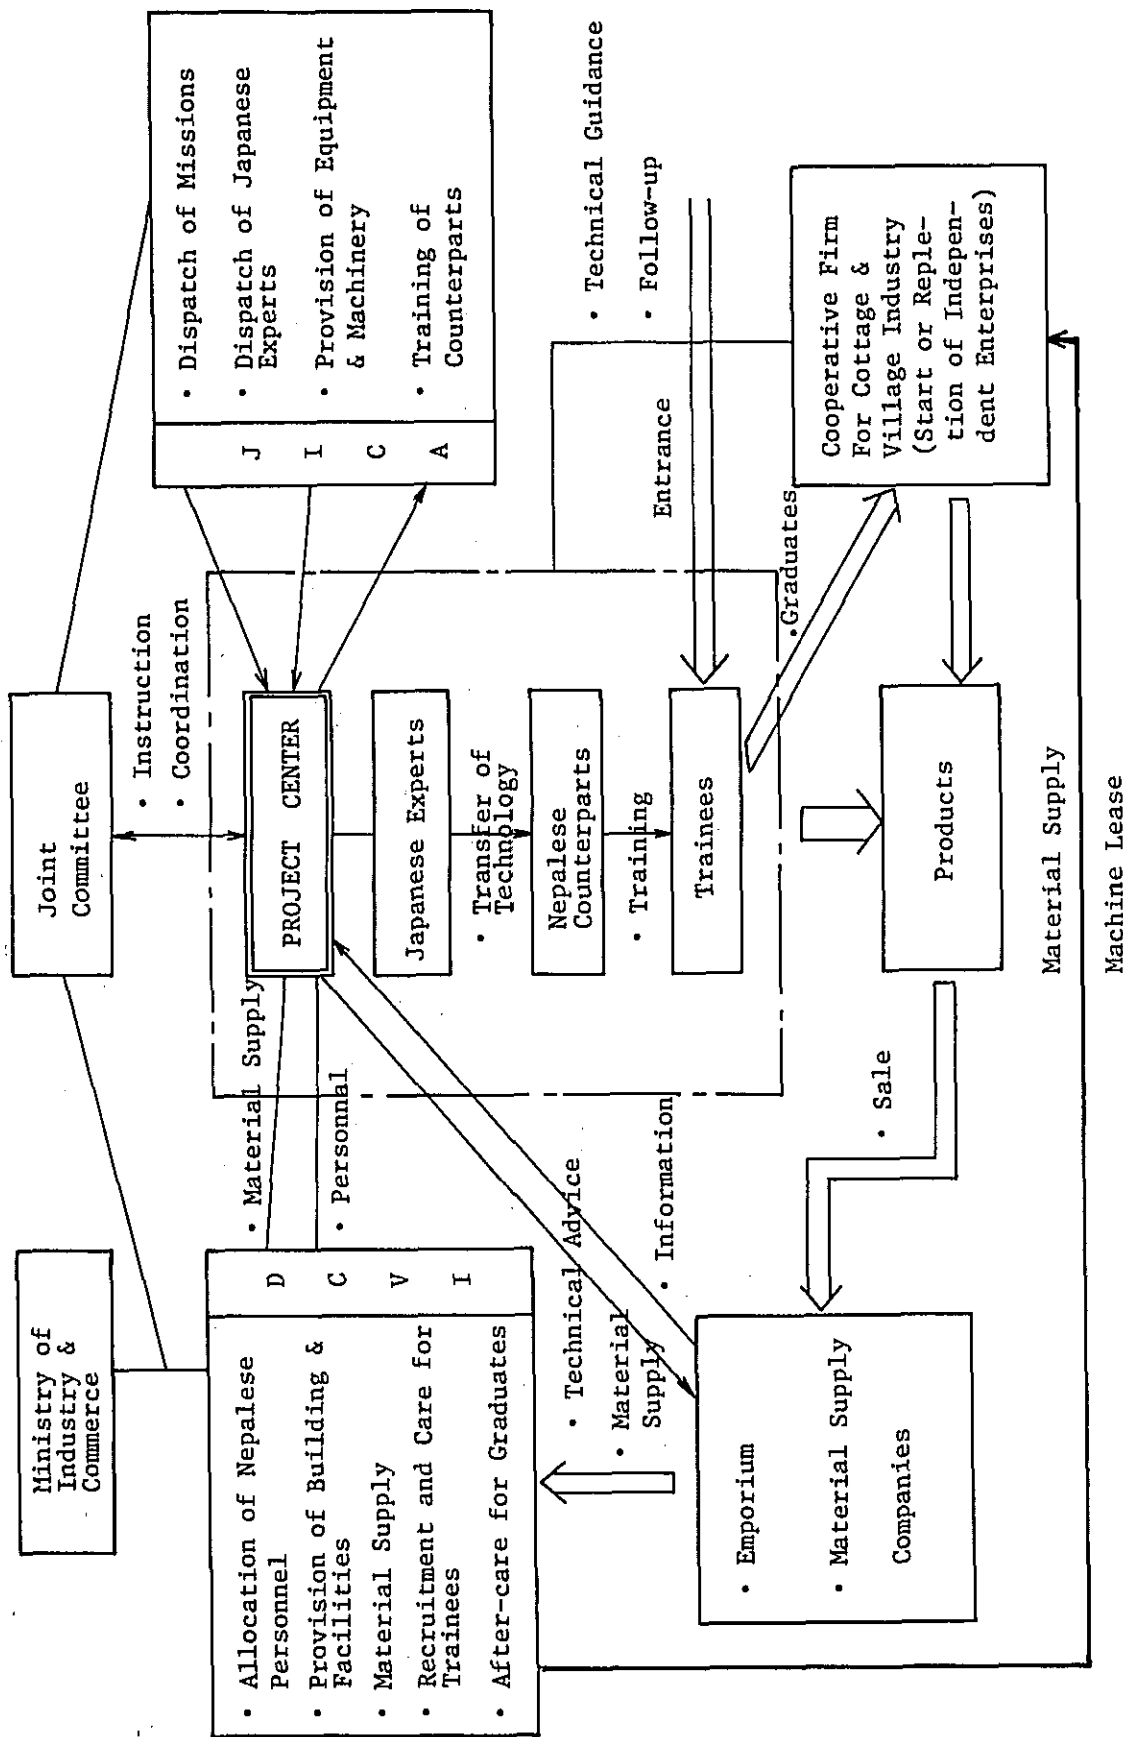 Ministry of
Industry &
Commerce
Joint
Committee
• Instruction
• Coordination
• Allocation of Nepalese
Personnel
• Provision of Building &
Facilities
• Material Supply
• Recruitment and Care for
Trainees
• After-care for Graduates
D
C
V
I
• Material Supply
• Personnal
PROJECT CENTER
Japanese Experts
• Transfer of
Technology
Nepalese
Counterparts
• Training
Trainees
J
I
C
A
• Dispatch of Missions
• Dispatch of Japanese
Experts
• Provision of Equipment
& Machinery
• Training of
Counterparts
• Technical Guidance
• Follow-up
Entrance
• Graduates
• Technical Advice
• Material
Supply
• Information
• Emporium
• Material Supply
Companies
• Sale
Products
Cooperative Firm
For Cottage &
Village Industry
(Start or Reple-
tion of Indepen-
dent Enterprises)
Material Supply
Machine Lease